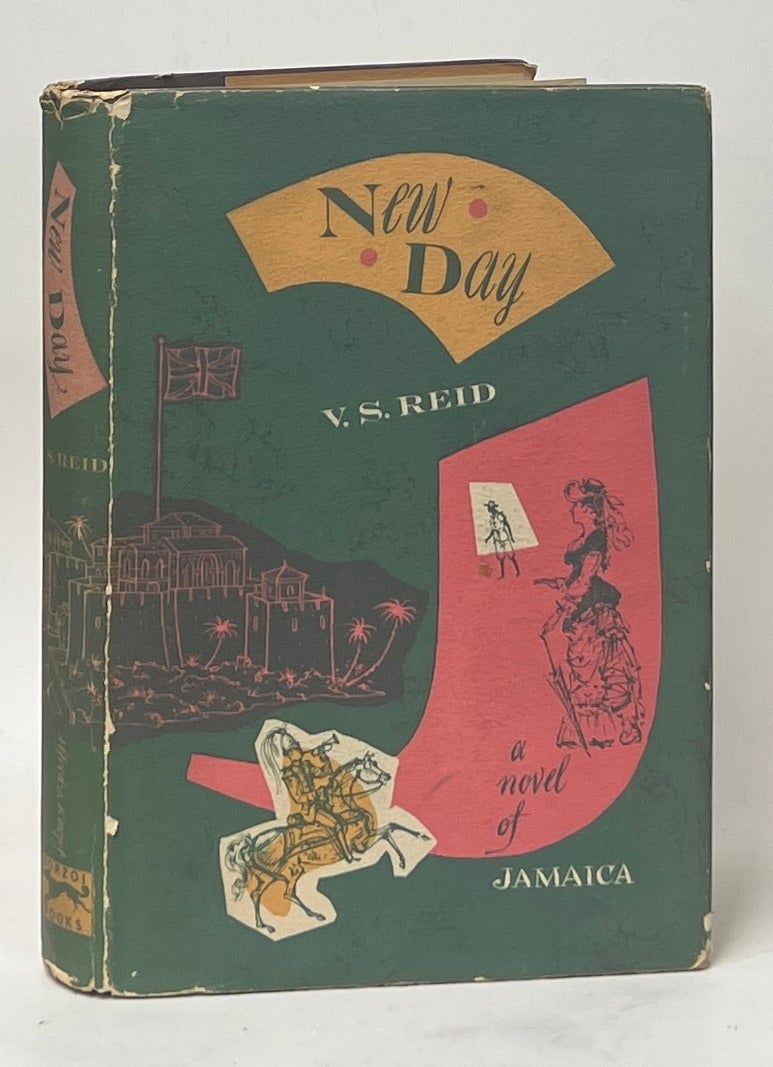 New
Day
V. S. REID
a
novel
of
JAMAICA
New Day
S. REID
BORZOI
BOOKS